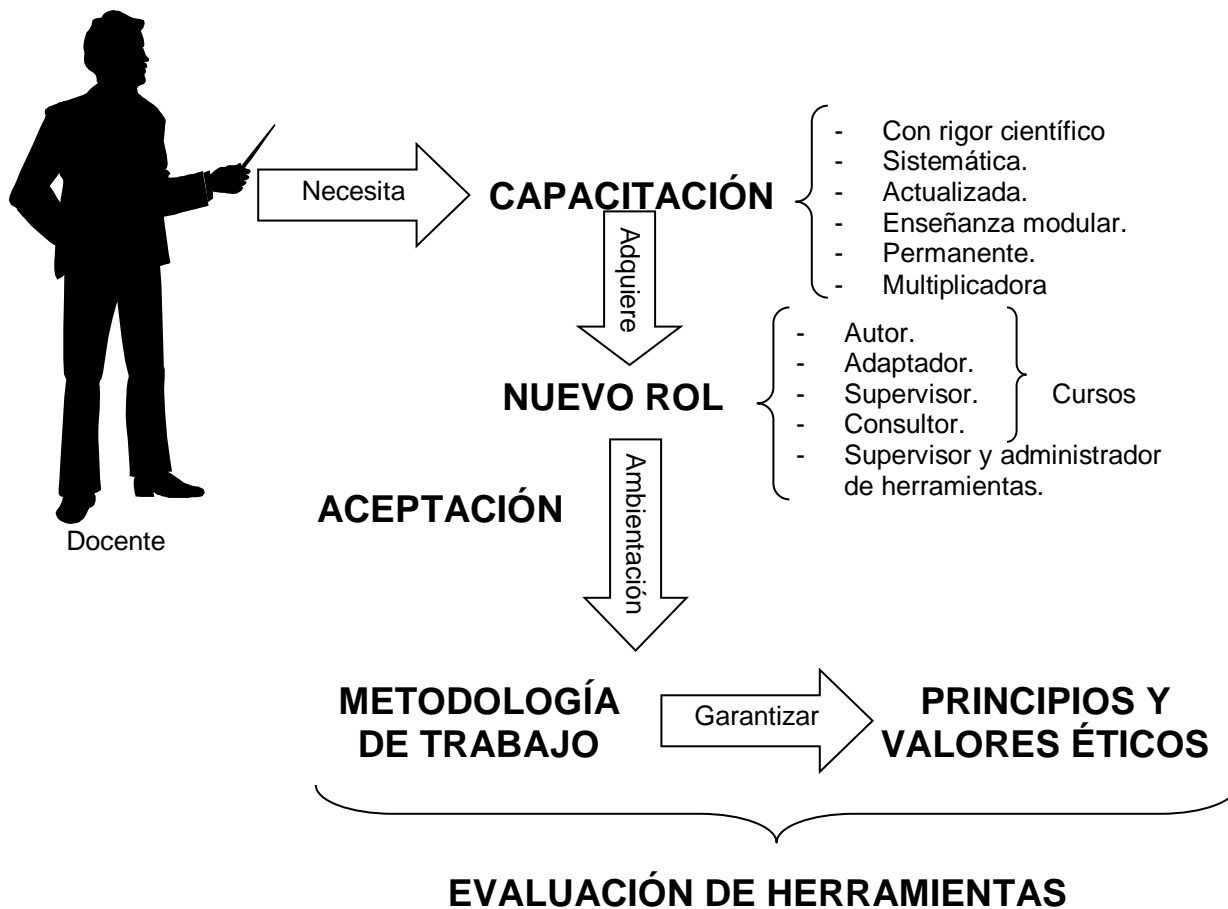 Docente
Necesita
CAPACITACIÓN
- Con rigor científico
- Sistemática.
- Actualizada.
- Enseñanza modular.
- Permanente.
- Multiplicadora
Adquiere
NUEVO ROL
- Autor.
- Adaptador.
- Supervisor.
- Consultor.
- Supervisor y administrador
de herramientas.
Cursos
ACEPTACIÓN
Ambientación
METODOLOGÍA
DE TRABAJO
Garantizar
PRINCIPIOS Y
VALORES ÉTICOS
EVALUACIÓN DE HERRAMIENTAS